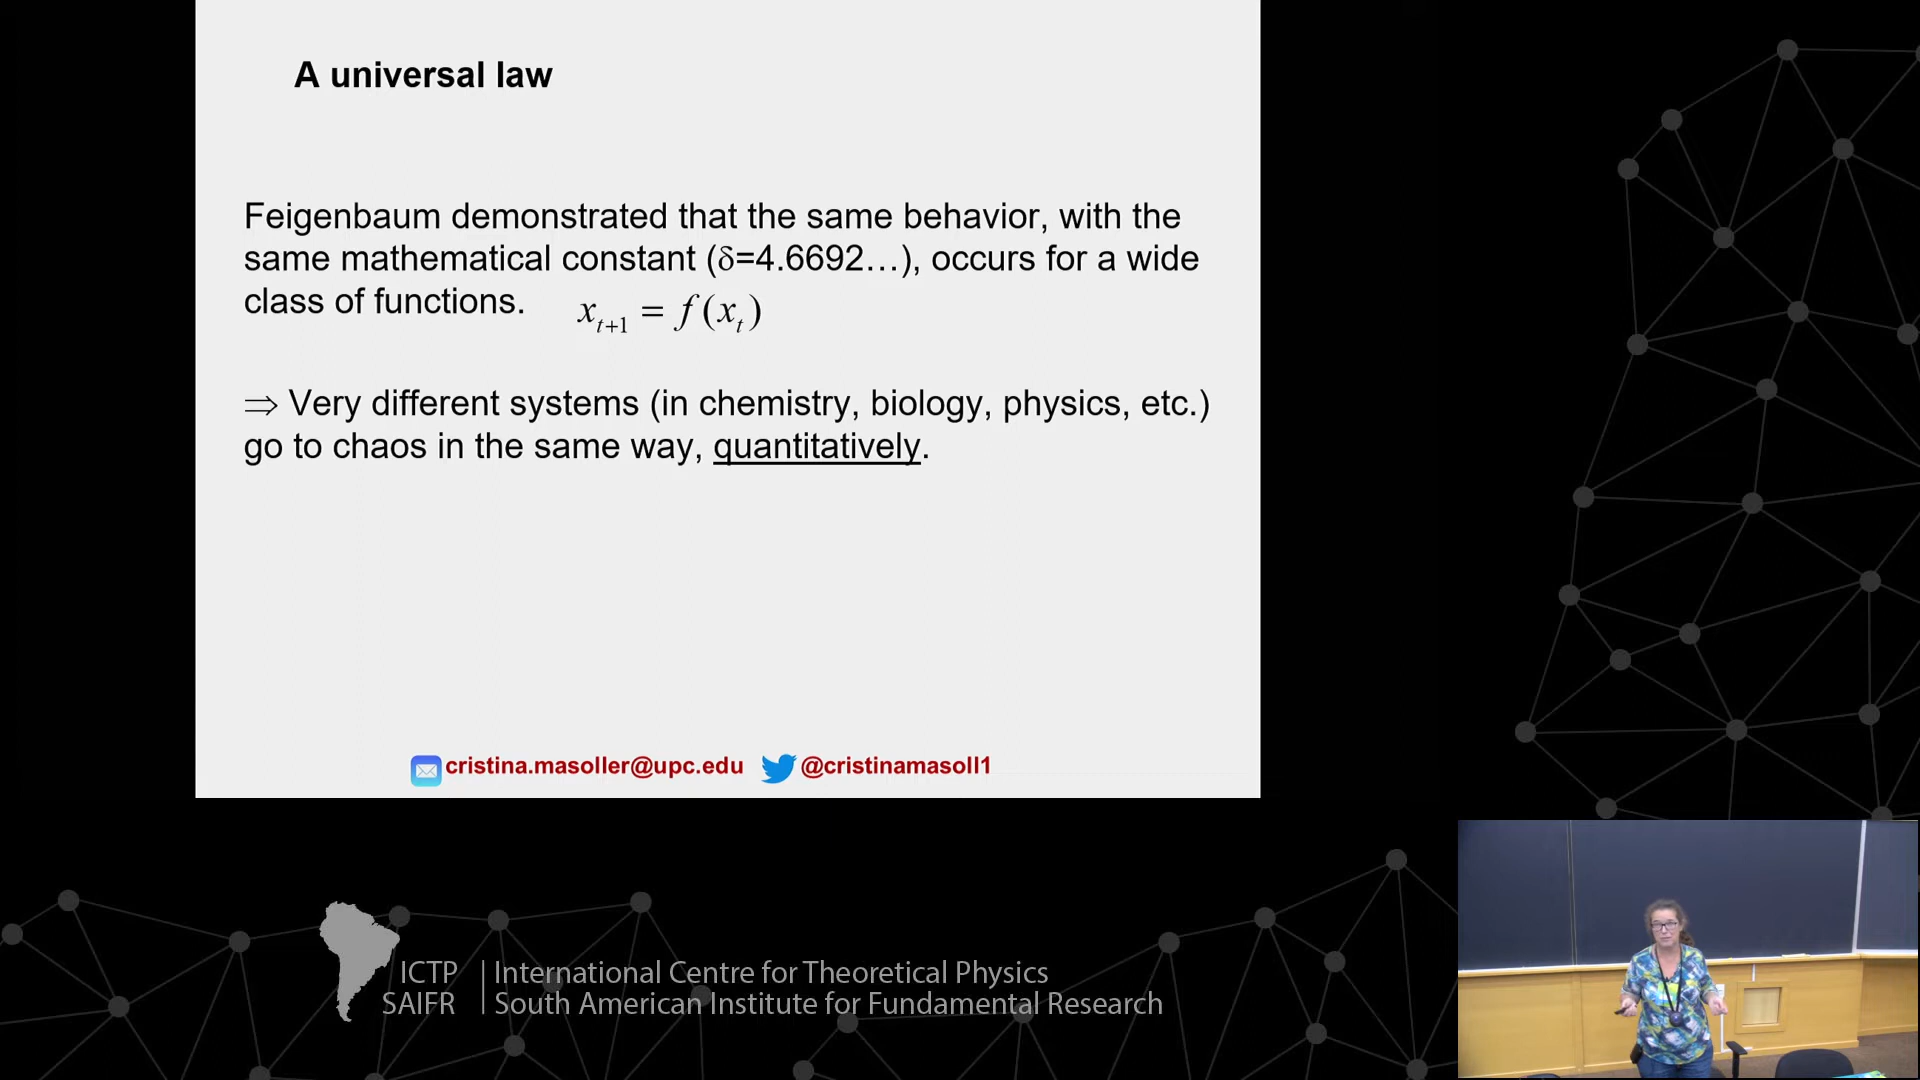 A universal law
Feigenbaum demonstrated that the same behavior, with the
same mathematical constant (δ=4.6692…), occurs for a wide
class of functions. x_{t+1} = f(x_t)
⇒ Very different systems (in chemistry, biology, physics, etc.)
go to chaos in the same way, quantitatively.
cristina.masoller@upc.edu @cristinamasoll1
ICTP International Centre for Theoretical Physics
SAIFR South American Institute for Fundamental Research